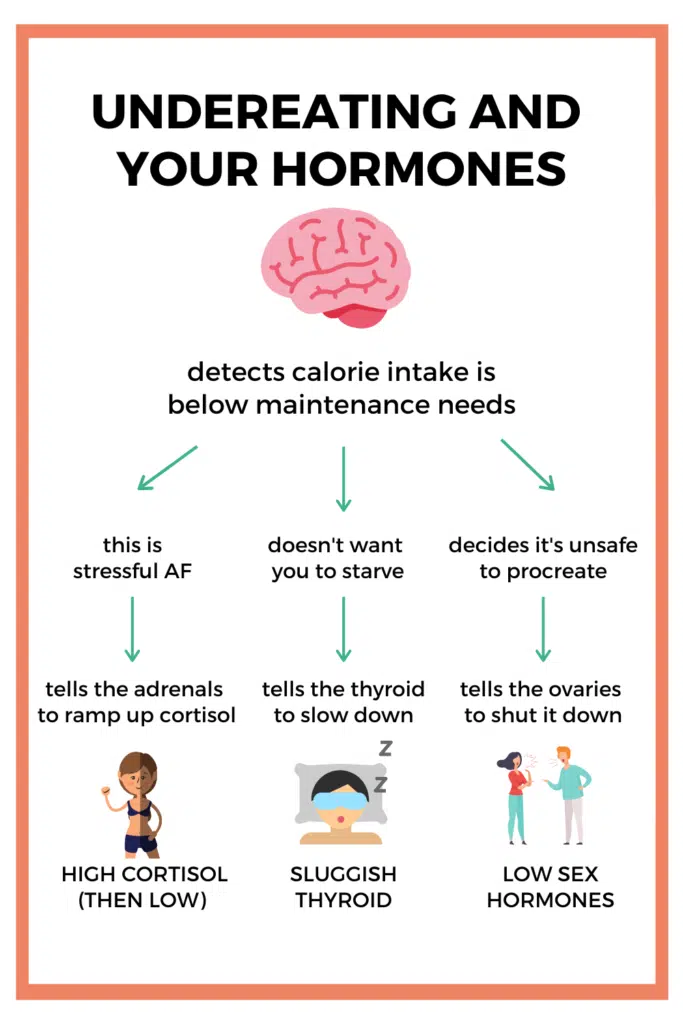 UNDEREATING AND
YOUR HORMONES
detects calorie intake is
below maintenance needs
this is
stressful AF
doesn't want
you to starve
decides it's unsafe
to procreate
tells the adrenals
to ramp up cortisol
tells the thyroid
to slow down
tells the ovaries
to shut it down
Z
Z
HIGH CORTISOL
(THEN LOW)
SLUGGISH
THYROID
LOW SEX
HORMONES